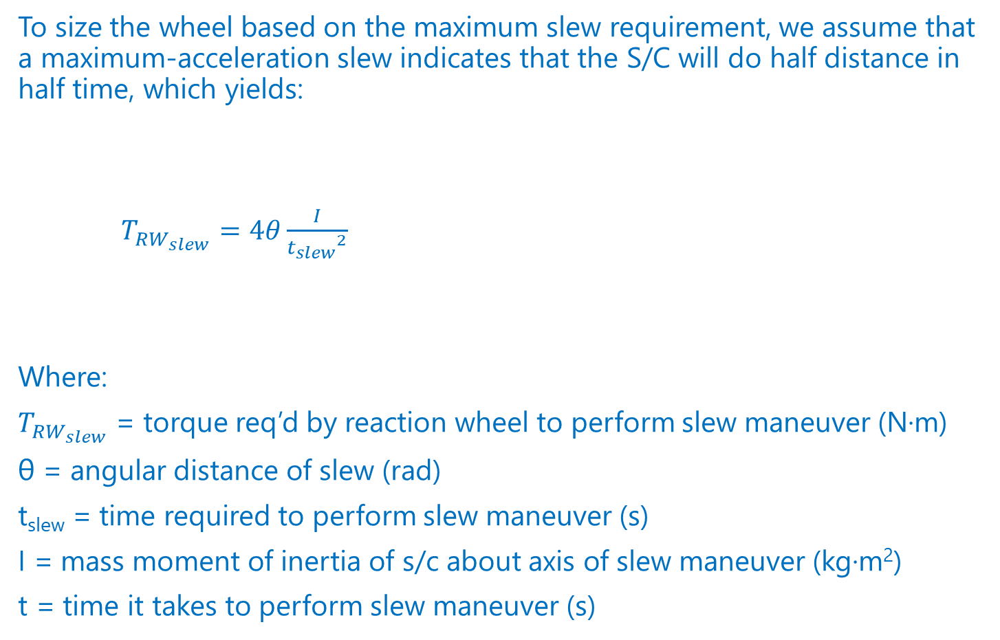 To size the wheel based on the maximum slew requirement, we assume that
a maximum-acceleration slew indicates that the S/C will do half distance in
half time, which yields:
T_{RW_{slew}} = 4θ \frac{I}{{t_{slew}}^2}
Where:
T_{RW_{slew}} = torque req’d by reaction wheel to perform slew maneuver (N·m)
θ = angular distance of slew (rad)
t_{slew} = time required to perform slew maneuver (s)
I = mass moment of inertia of s/c about axis of slew maneuver (kg·m²)
t = time it takes to perform slew maneuver (s)